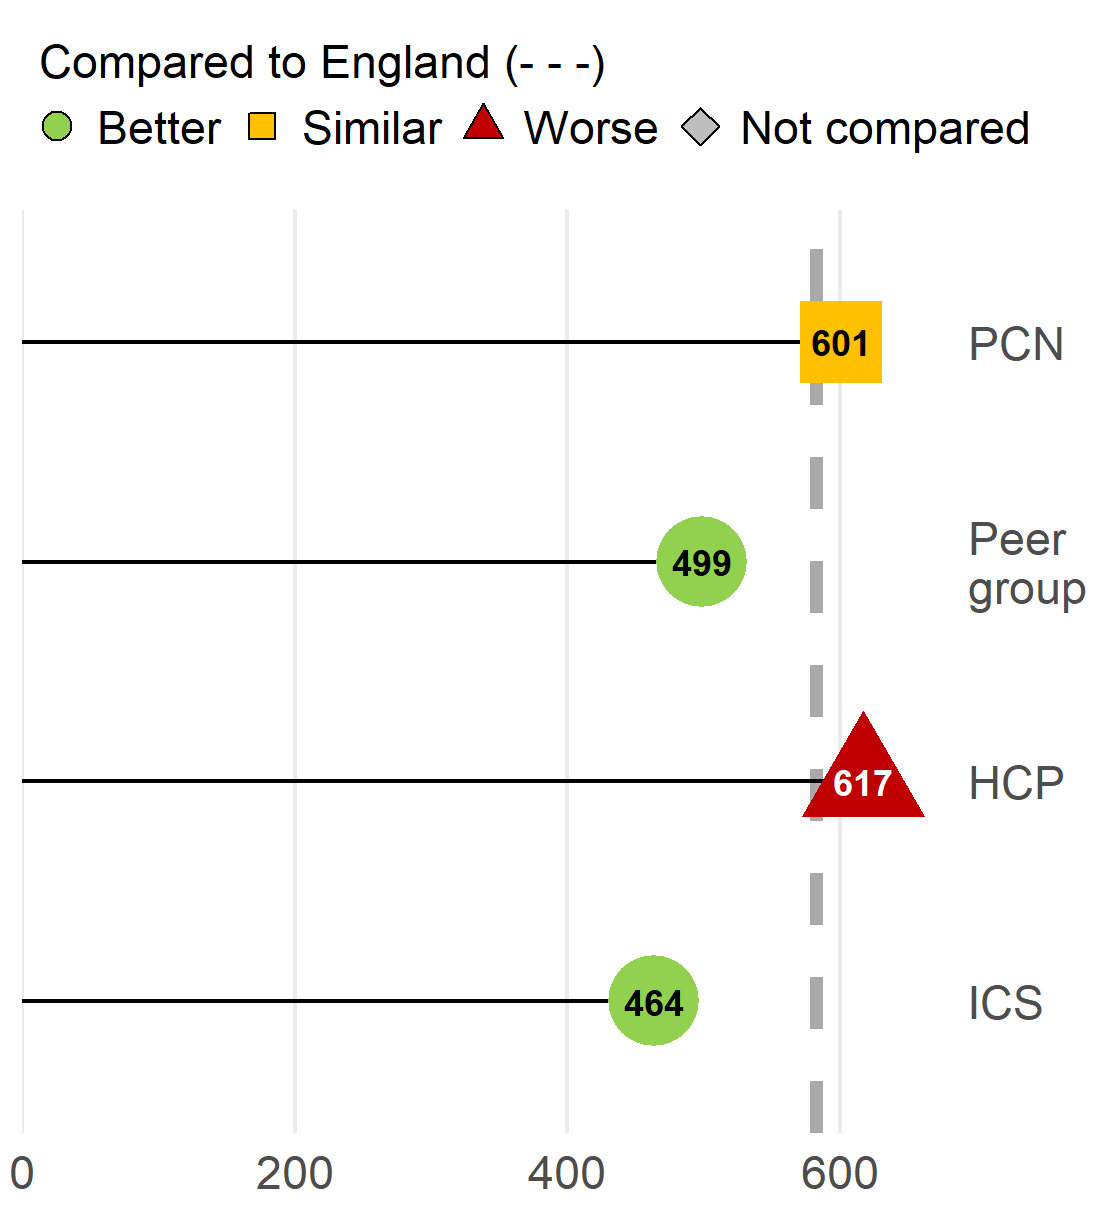 Compared to England (- - -)
Better Similar Worse Not compared
601 PCN
499 Peer
group
617 HCP
464 ICS
0 200 400 600